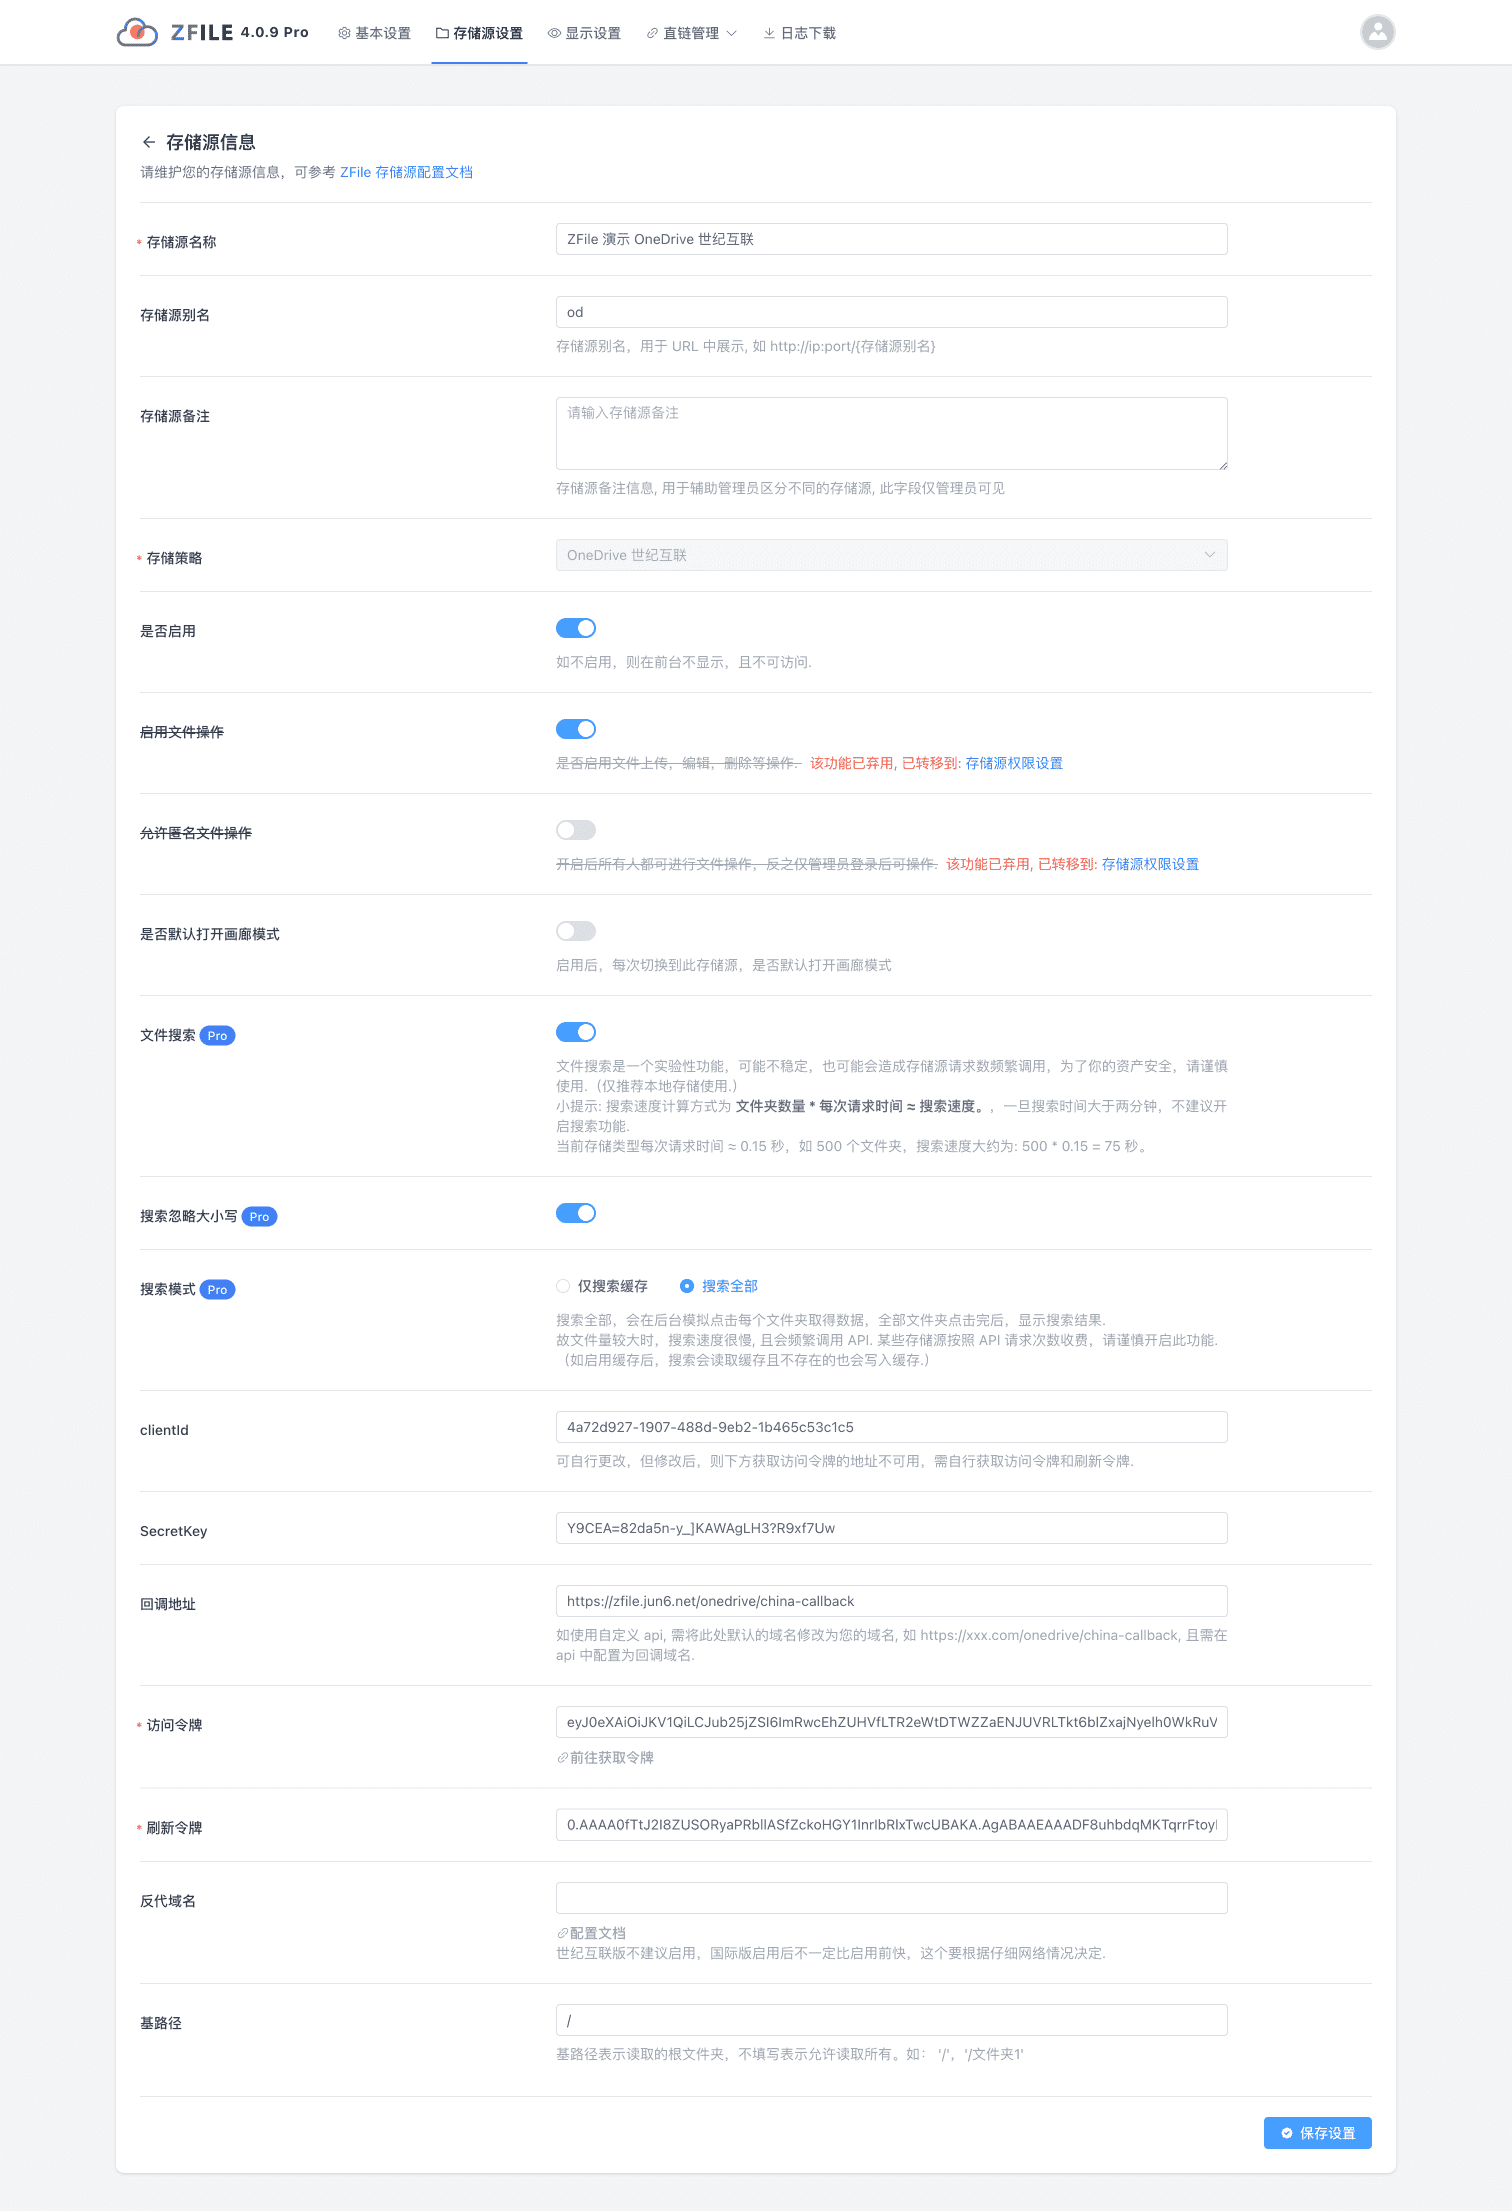 ZFILE 4.0.9 Pro 基本设置 存储源设置 显示设置 直链管理 日志下载
存储源信息
请维护您的存储源信息，可参考 ZFile 存储源配置文档
* 存储源名称
ZFile 演示 OneDrive 世纪互联
存储源别名
od
存储源别名，用于 URL 中展示, 如 http://ip:port/{存储源别名}
存储源备注
请输入存储源备注
存储源备注信息, 用于辅助管理员区分不同的存储源, 此字段仅管理员可见
* 存储策略
OneDrive 世纪互联
是否启用
如不启用，则在前台不显示，且不可访问.
启用文件操作
是否启用文件上传，编辑，删除等操作. 该功能已弃用, 已转移到: 存储源权限设置
允许匿名文件操作
开启后所有人都可进行文件操作，反之仅管理员登录后可操作. 该功能已弃用, 已转移到: 存储源权限设置
是否默认打开画廊模式
启用后，每次切换到此存储源，是否默认打开画廊模式
文件搜索 Pro
文件搜索是一个实验性功能，可能不稳定，也可能会造成存储源请求数频繁调用，为了你的资产安全，请谨慎
使用.（仅推荐本地存储使用.）
小提示: 搜索速度计算方式为 文件夹数量 * 每次请求时间 ≈ 搜索速度。，一旦搜索时间大于两分钟，不建议开
启搜索功能.
当前存储类型每次请求时间 ≈ 0.15 秒，如 500 个文件夹，搜索速度大约为: 500 * 0.15 = 75 秒。
搜索忽略大小写 Pro
搜索模式 Pro
仅搜索缓存 搜索全部
搜索全部，会在后台模拟点击每个文件夹取得数据，全部文件夹点击完后，显示搜索结果.
故文件量较大时，搜索速度很慢, 且会频繁调用 API. 某些存储源按照 API 请求次数收费，请谨慎开启此功能.
（如启用缓存后，搜索会读取缓存且不存在的也会写入缓存.）
clientId
4a72d927-1907-488d-9eb2-1b465c53c1c5
可自行更改，但修改后，则下方获取访问令牌的地址不可用，需自行获取访问令牌和刷新令牌.
SecretKey
Y9CEA=82da5n-y_]KAWAgLH3?R9xf7Uw
回调地址
https://zfile.jun6.net/onedrive/china-callback
如使用自定义 api, 需将此处默认的域名修改为您的域名, 如 https://xxx.com/onedrive/china-callback, 且需在
api 中配置为回调域名.
* 访问令牌
eyJ0eXAiOiJKV1QiLCJub25jZSI6ImRwcEhZUHVfLTR2eWtDTWZZaENJUVRLTkt6blZxajNyelh0WkRuV
前往获取令牌
* 刷新令牌
0.AAAA0fTtJ2I8ZUSORyaPRbllASfZckoHGY1InrIbRIxTwcUBAKA.AgABAAEAAADF8uhbdqMKTqrrFtoyl
反代域名
配置文档
世纪互联版不建议启用，国际版启用后不一定比启用前快，这个要根据仔细网络情况决定.
基路径
/
基路径表示读取的根文件夹，不填写表示允许读取所有。如： '/'，'/文件夹1'
保存设置